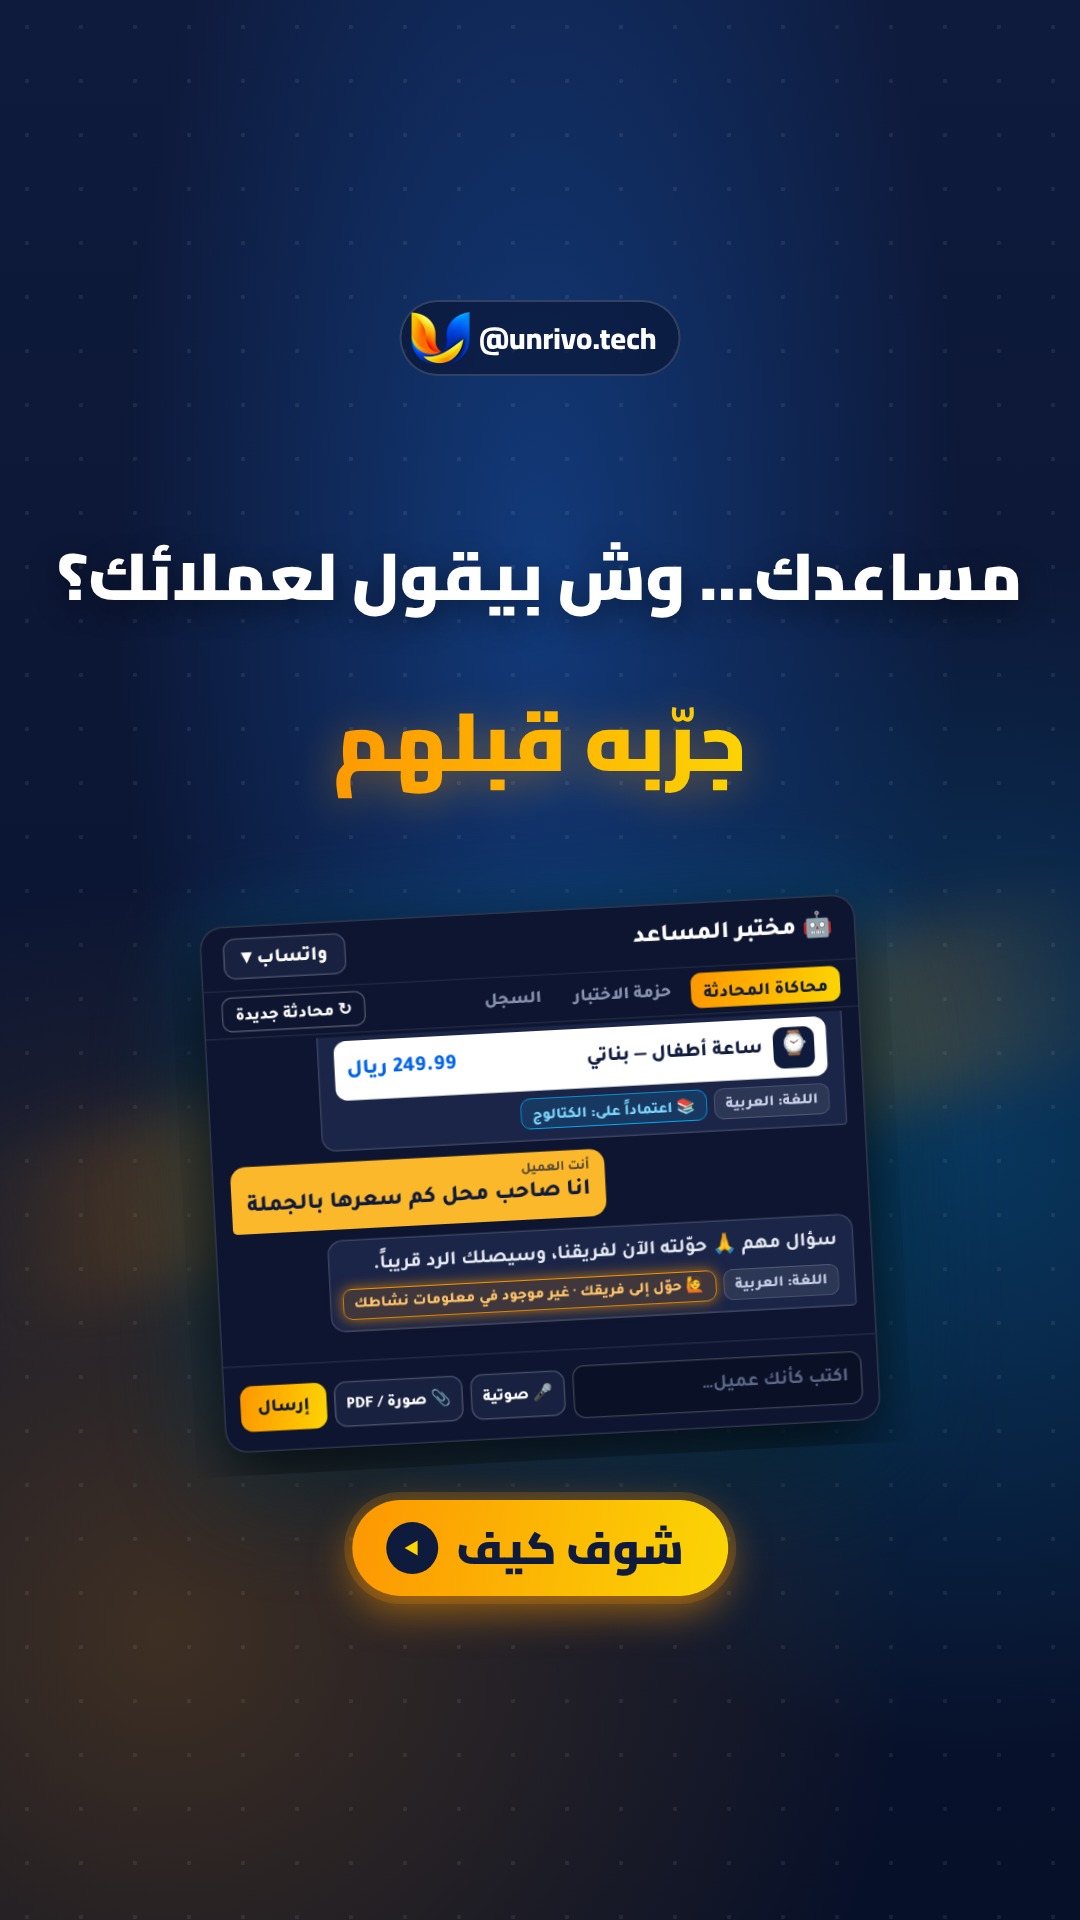 @unrivo.tech
مساعدك... وش بيقول لعملائك؟
جرّبه قبلهم
🤖 مختبر المساعد
واتساب ▼
محاكاة المحادثة
حزمة الاختبار
السجل
↻ محادثة جديدة
ساعة أطفال – بناتي
249.99 ريال
اللغة: العربية
📚 اعتماداً على: الكتالوج
أنت العميل
انا صاحب محل كم سعرها بالجملة
سؤال مهم 🙏 حوّلته الآن لفريقنا، وسيصلك الرد قريباً.
اللغة: العربية
🙋 حوّل إلى فريقك · غير موجود في معلومات نشاطك
اكتب كأنك عميل...
🎤 صوتية
📎 صورة / PDF
إرسال
شوف كيف